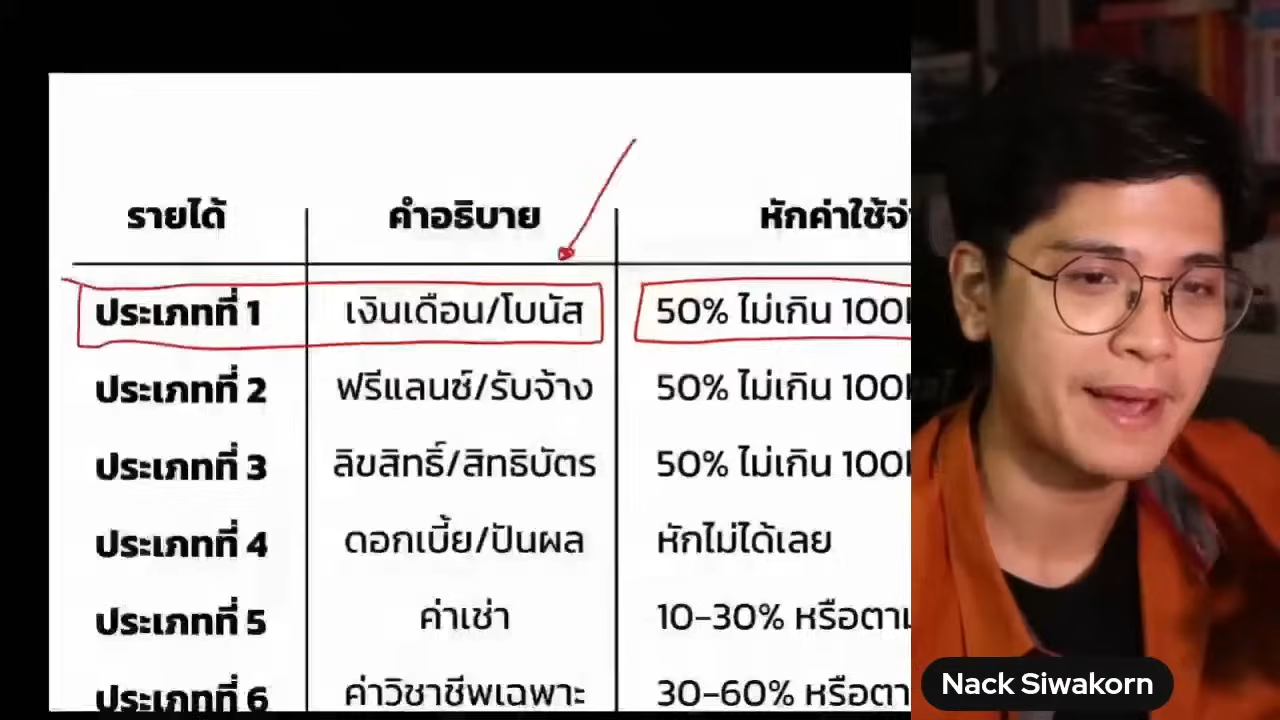 รายได้ คำอธิบาย หักค่าใช้จ่
ประเภทที่ 1 เงินเดือน/โบนัส 50% ไม่เกิน 100
ประเภทที่ 2 ฟรีแลนซ์/รับจ้าง 50% ไม่เกิน 100
ประเภทที่ 3 ลิขสิทธิ์/สิทธิบัตร 50% ไม่เกิน 100
ประเภทที่ 4 ดอกเบี้ย/ปันผล หักไม่ได้เลย
ประเภทที่ 5 ค่าเช่า 10-30% หรือตาม
ประเภทที่ 6 ค่าวิชาชีพเฉพาะ 30-60% หรือตา
Nack Siwakorn